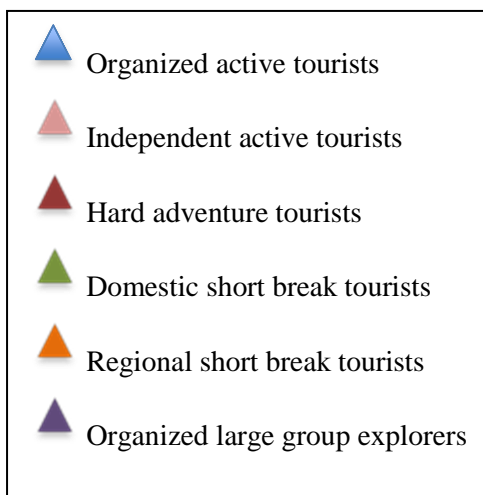 Organized active tourists
Independent active tourists
Hard adventure tourists
Domestic short break tourists
Regional short break tourists
Organized large group explorers